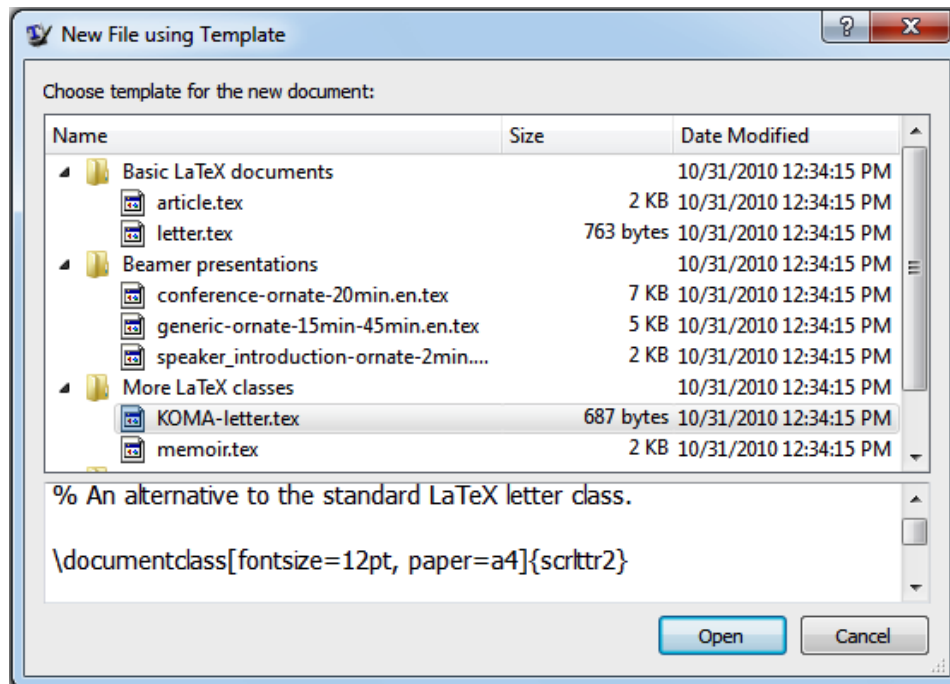 New File using Template
Choose template for the new document:
Name Size Date Modified
Basic LaTeX documents 10/31/2010 12:34:15 PM
article.tex 2 KB 10/31/2010 12:34:15 PM
letter.tex 763 bytes 10/31/2010 12:34:15 PM
Beamer presentations 10/31/2010 12:34:15 PM
conference-ornate-20min.en.tex 7 KB 10/31/2010 12:34:15 PM
generic-ornate-15min-45min.en.tex 5 KB 10/31/2010 12:34:15 PM
speaker_introduction-ornate-2min.... 2 KB 10/31/2010 12:34:15 PM
More LaTeX classes 10/31/2010 12:34:15 PM
KOMA-letter.tex 687 bytes 10/31/2010 12:34:15 PM
memoir.tex 2 KB 10/31/2010 12:34:15 PM
% An alternative to the standard LaTeX letter class.
\documentclass[fontsize=12pt, paper=a4]{scrlttr2}
Open Cancel